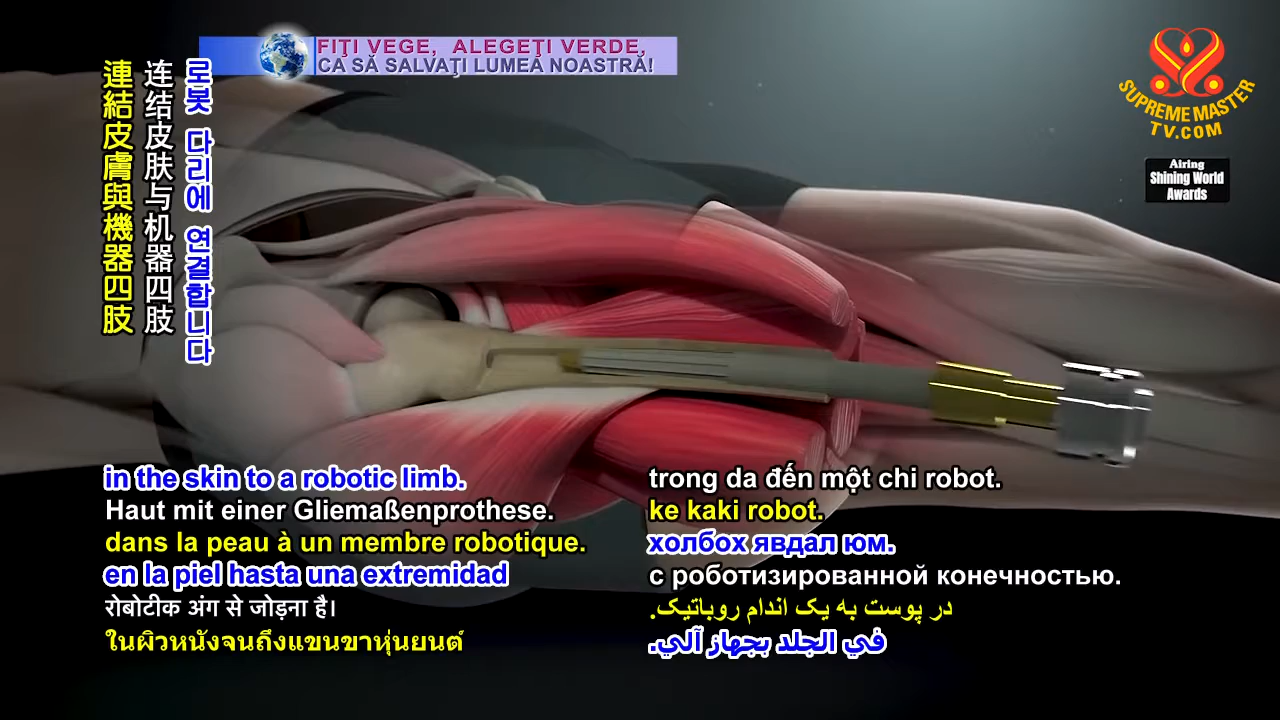 FIŢI VEGE, ALEGEŢI VERDE,
CA SĂ SALVAŢI LUMEA NOASTRĂ!
SUPREME MASTER
TV.COM
Airing
Shining World
Awards
連結皮膚與機器四肢
连结皮肤与机器四肢
로봇 다리에 연결합니다
in the skin to a robotic limb.
Haut mit einer Gliemaßenprothese.
dans la peau à un membre robotique.
en la piel hasta una extremidad
रोबोटीक अंग से जोड़ना है।
ในผิวหนังจนถึงแขนขาหุ่นยนต์
trong da đến một chi robot.
ke kaki robot.
холбох явдал юм.
с роботизированной конечностью.
در پوست به یک اندام روباتیک.
في الجلد بجهاز آلي.